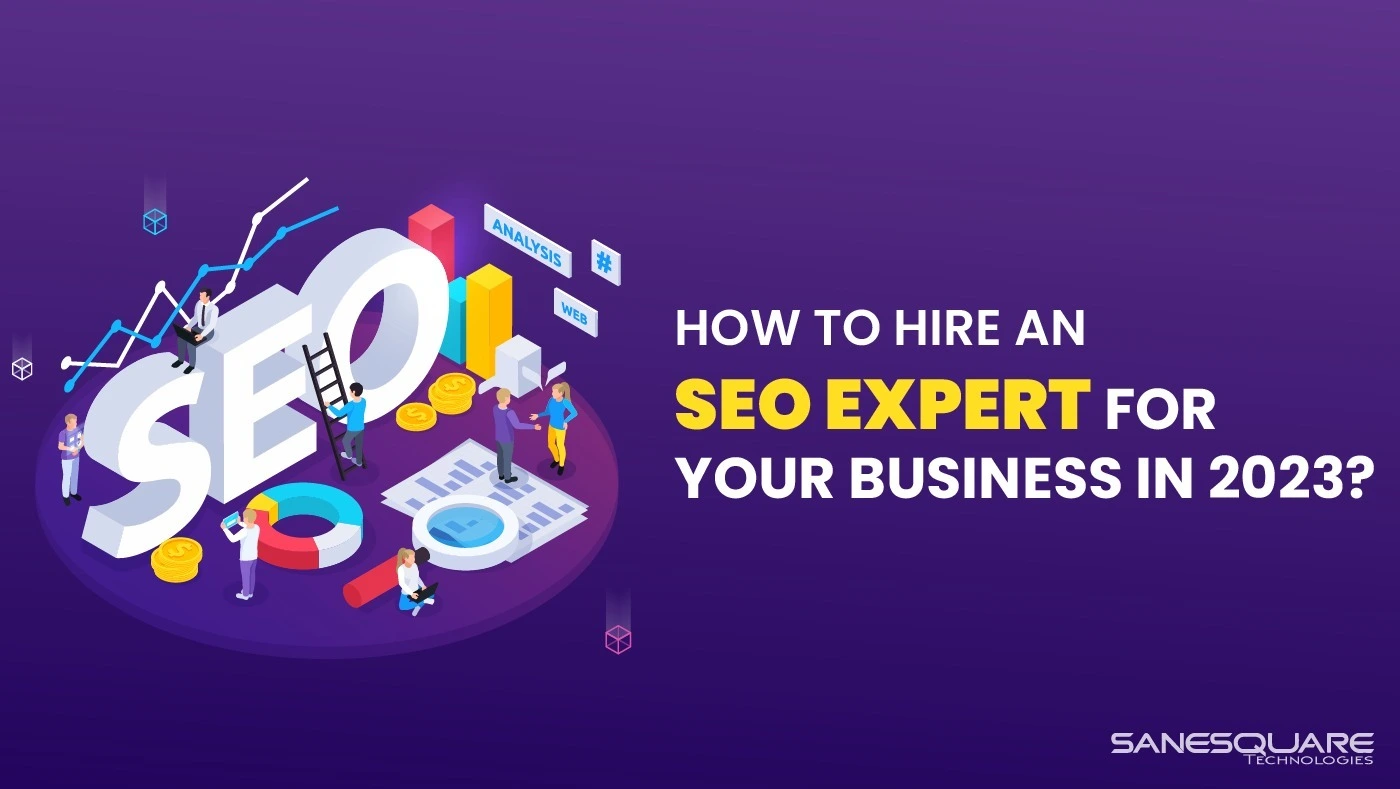 SEO
ANALYSIS
#
WEB
HOW TO HIRE AN
SEO EXPERT FOR
YOUR BUSINESS IN 2023?
SANESQUARE
TECHNOLOGIES